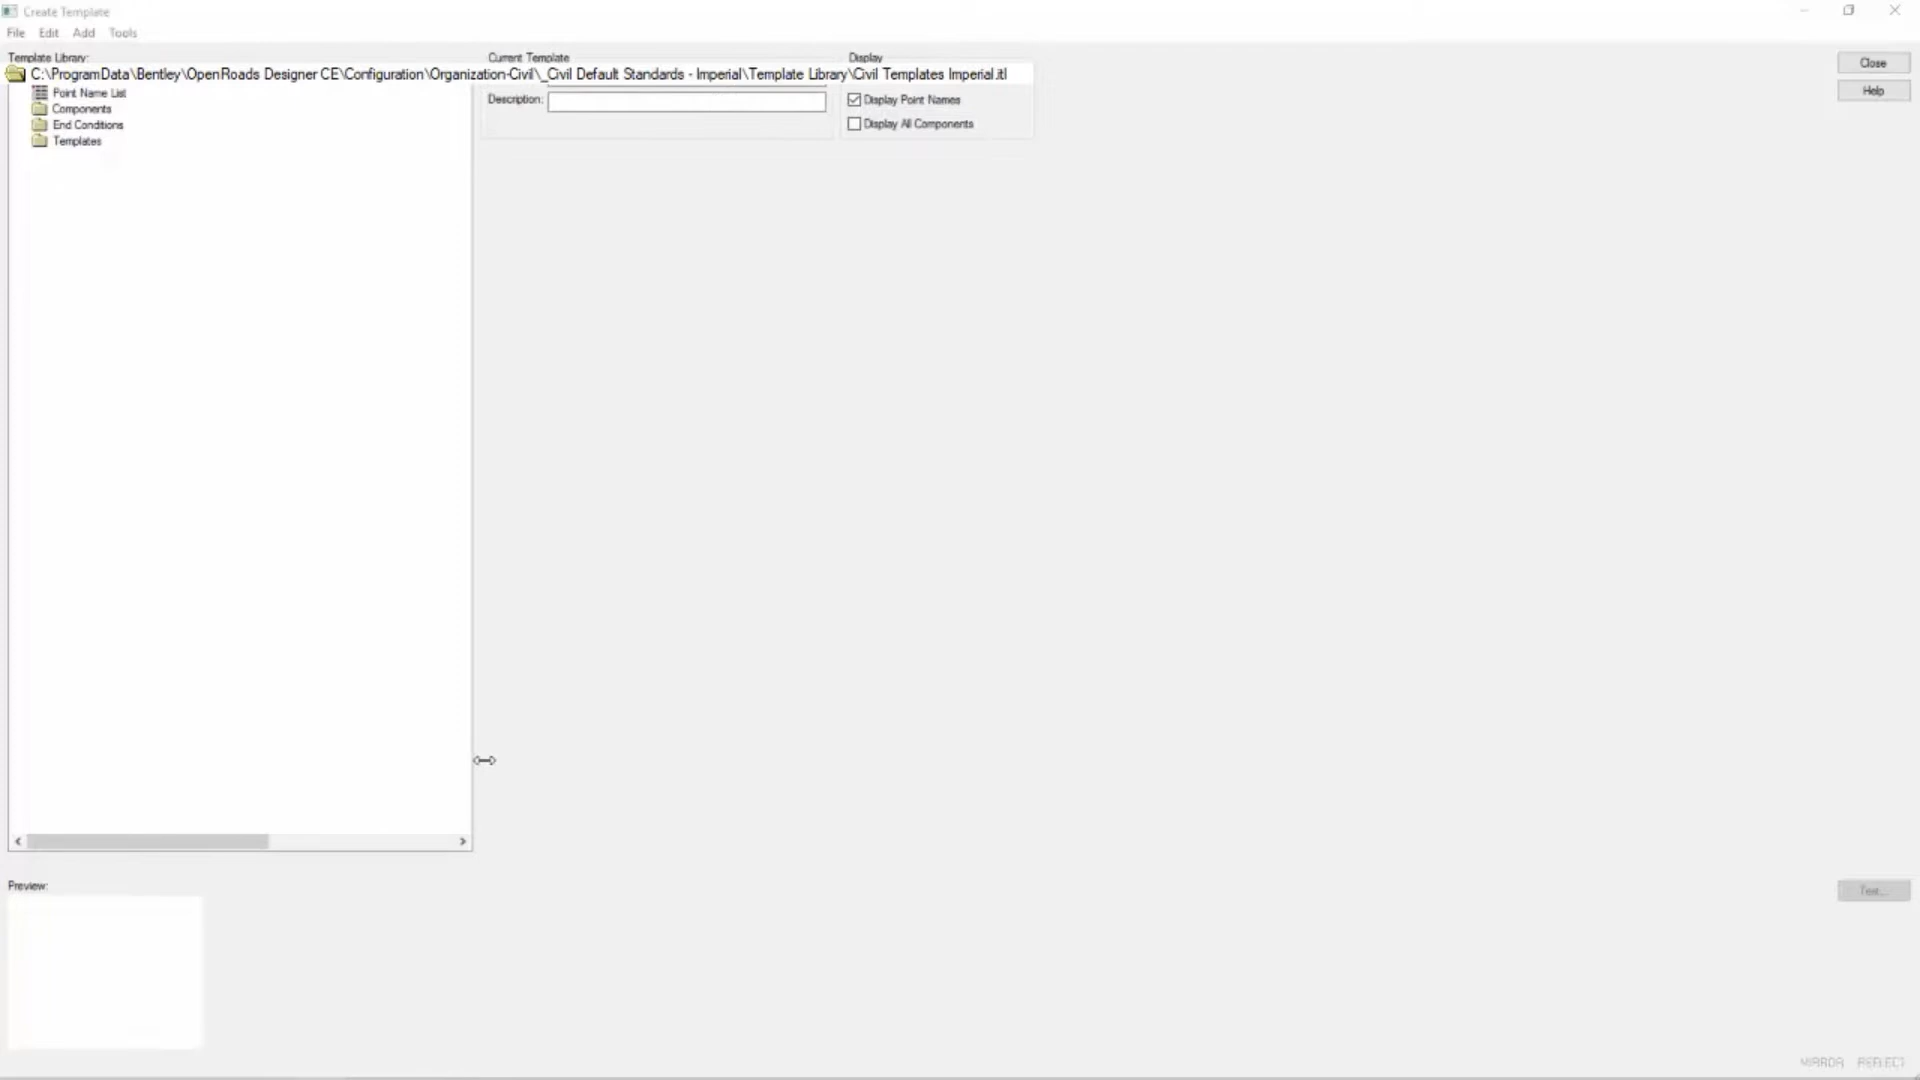 Create Template
File Edit Add Tools
Template Library:
Current Template
Display
C:\ProgramData\Bentley\OpenRoads Designer CE\Configuration\Organization-Civil\_Civil Default Standards - Imperial\Template Library\Civil Templates Imperial.itl
Close
Point Name List
Description:
Display Point Names
Help
Components
End Conditions
Display All Components
Templates
Preview:
Test...
MIRROR REFLECT